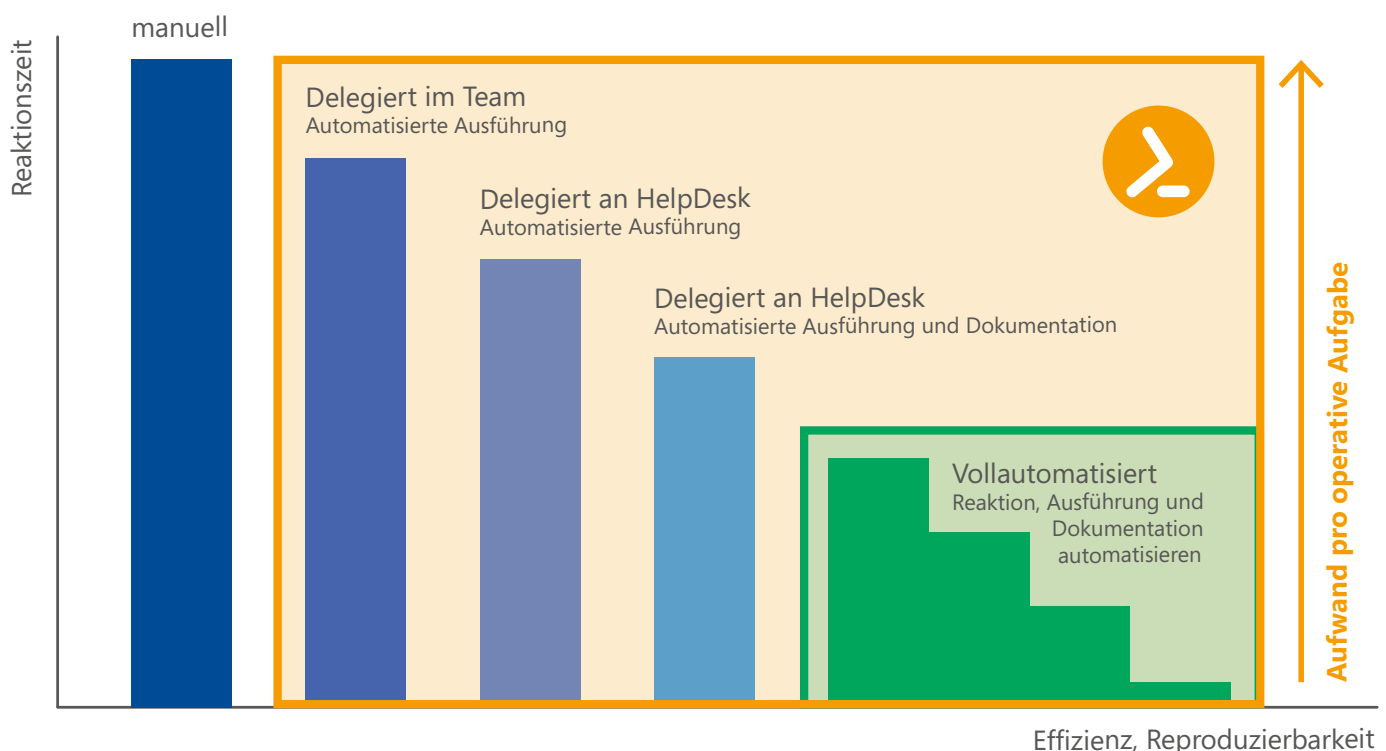 manuell
Reaktionszeit
Delegiert im Team
Automatisierte Ausführung
Delegiert an HelpDesk
Automatisierte Ausführung
Delegiert an HelpDesk
Automatisierte Ausführung und Dokumentation
Vollautomatisiert
Reaktion, Ausführung und
Dokumentation
automatisieren
Aufwand pro operative Aufgabe
Effizienz, Reproduzierbarkeit